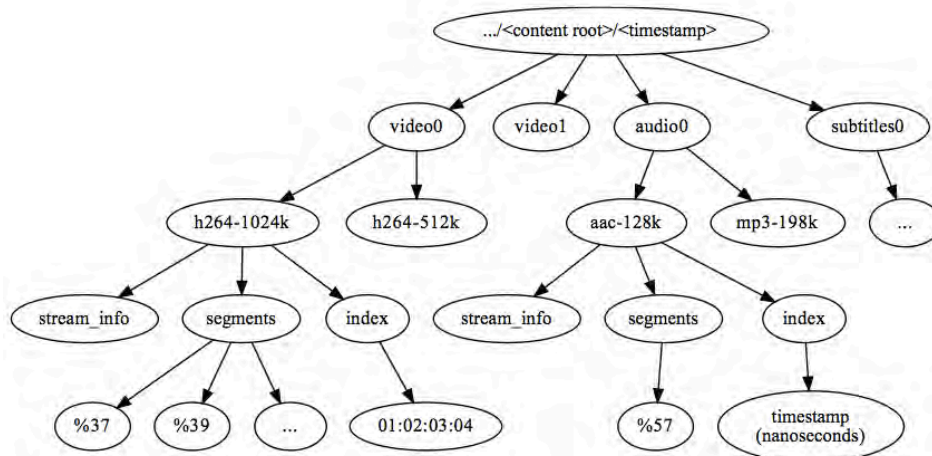 .../<content root>/<timestamp>
video0
video1
audio0
subtitles0
h264-1024k
h264-512k
aac-128k
mp3-198k
...
stream_info
segments
index
stream_info
segments
index
%37
%39
...
01:02:03:04
%57
timestamp
(nanoseconds)